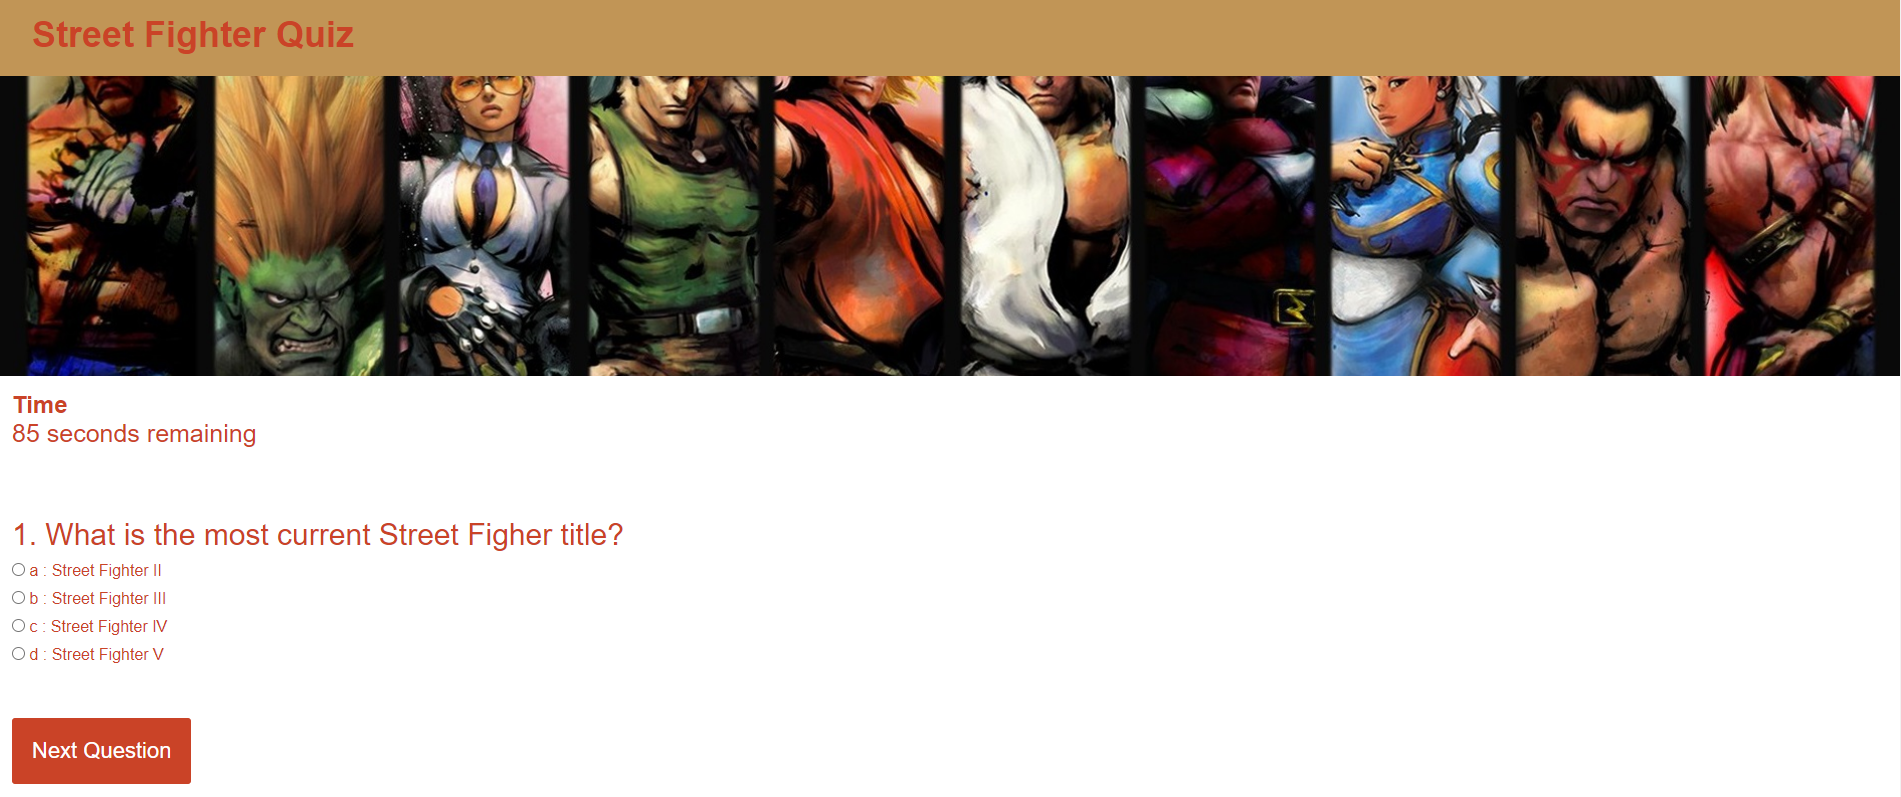 Street Fighter Quiz
Time
85 seconds remaining
1. What is the most current Street Figher title?
a : Street Fighter II
b : Street Fighter III
c : Street Fighter IV
d : Street Fighter V
Next Question